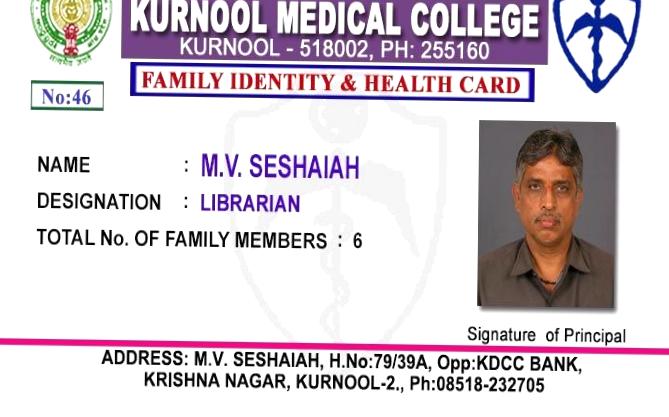 KURNOOL MEDICAL COLLEGE
KURNOOL - 518002, PH: 255160
FAMILY IDENTITY & HEALTH CARD
No:46
NAME : M.V. SESHAIAH
DESIGNATION : LIBRARIAN
TOTAL No. OF FAMILY MEMBERS : 6
Signature of Principal
ADDRESS: M.V. SESHAIAH, H.No:79/39A, Opp:KDCC BANK,
KRISHNA NAGAR, KURNOOL-2., Ph:08518-232705